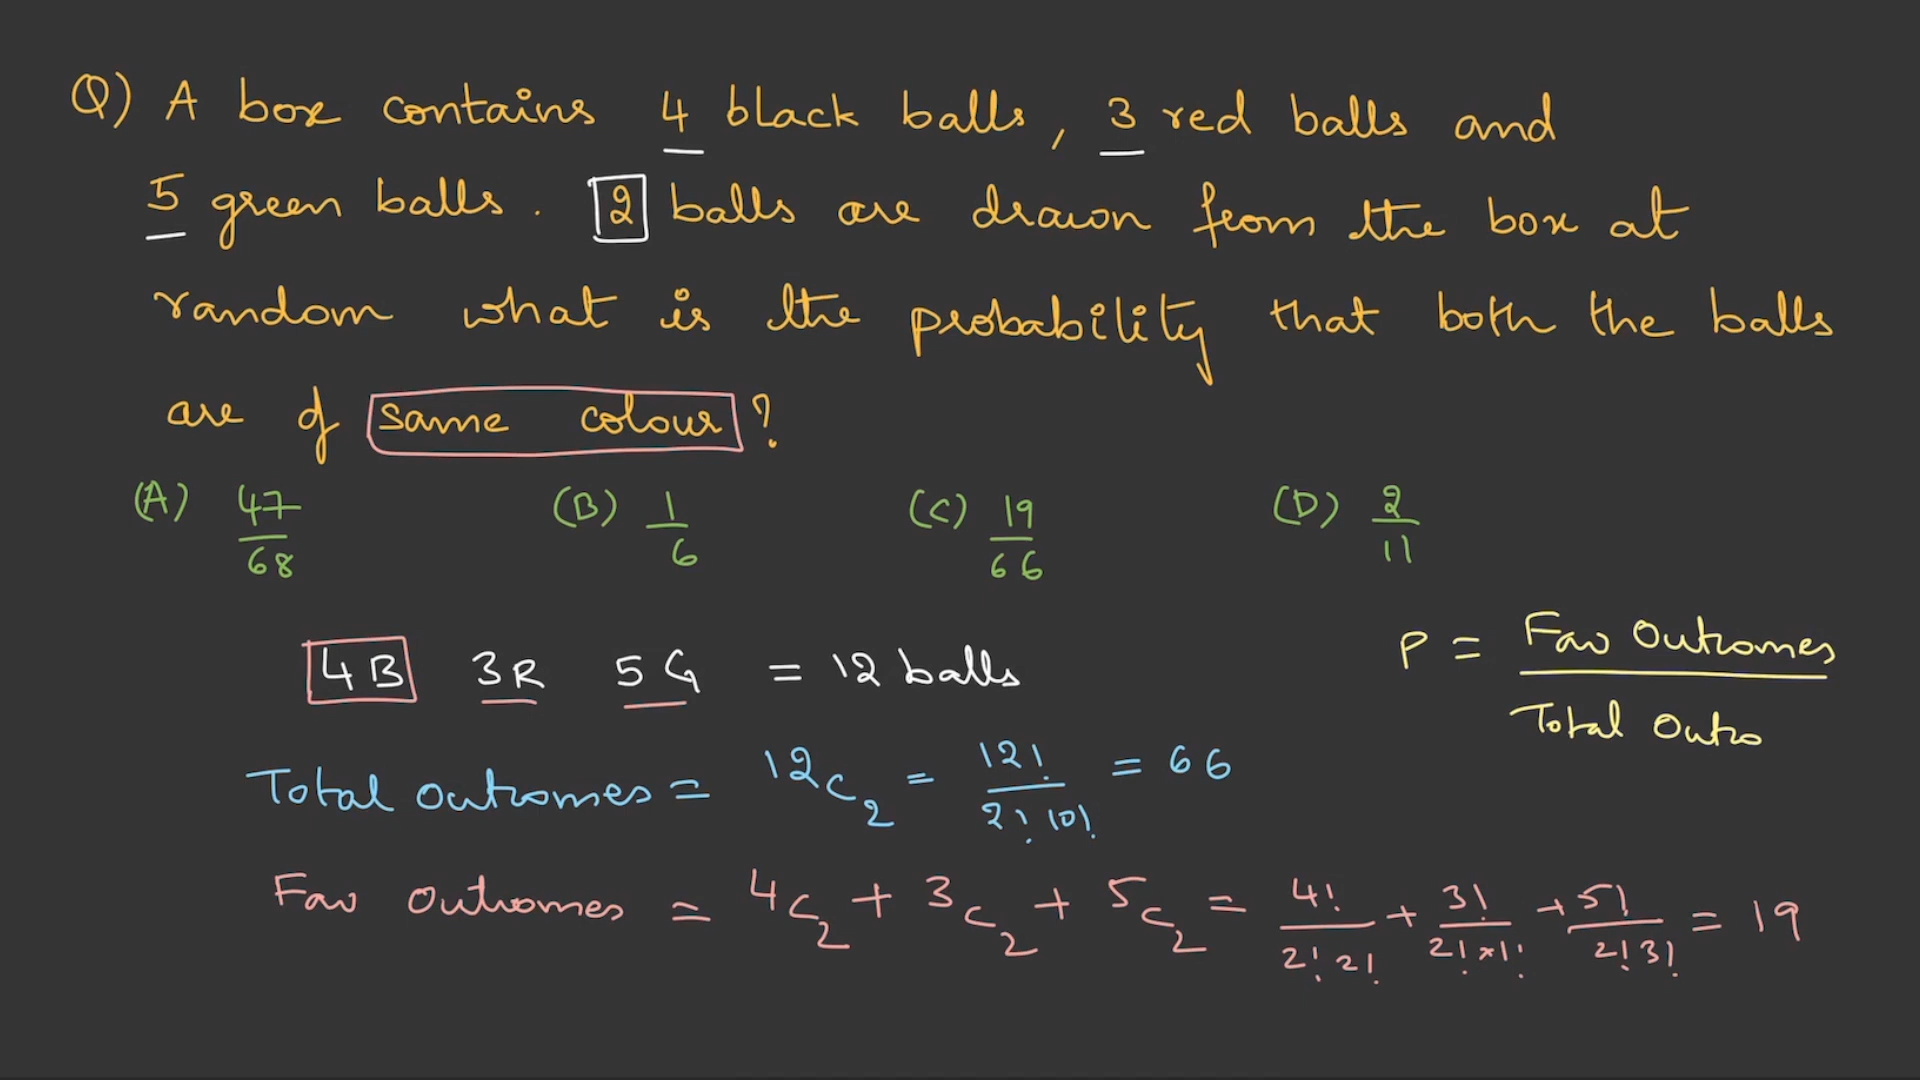 Q) A box contains 4 black balls, 3 red balls and
5 green balls. 2 balls are drawn from the box at
random what is the probability that both the balls
are of same colour?
(A) 47/68 (B) 1/6 (C) 19/66 (D) 2/11
4B 3R 5G = 12 balls
P = Fav Outcomes / Total Outco
Total outcomes = 12C2 = 12!/2!10! = 66
Fav outcomes = 4C2 + 3C2 + 5C2 = 4!/2!2! + 3!/2!×1! + 5!/2!3! = 19